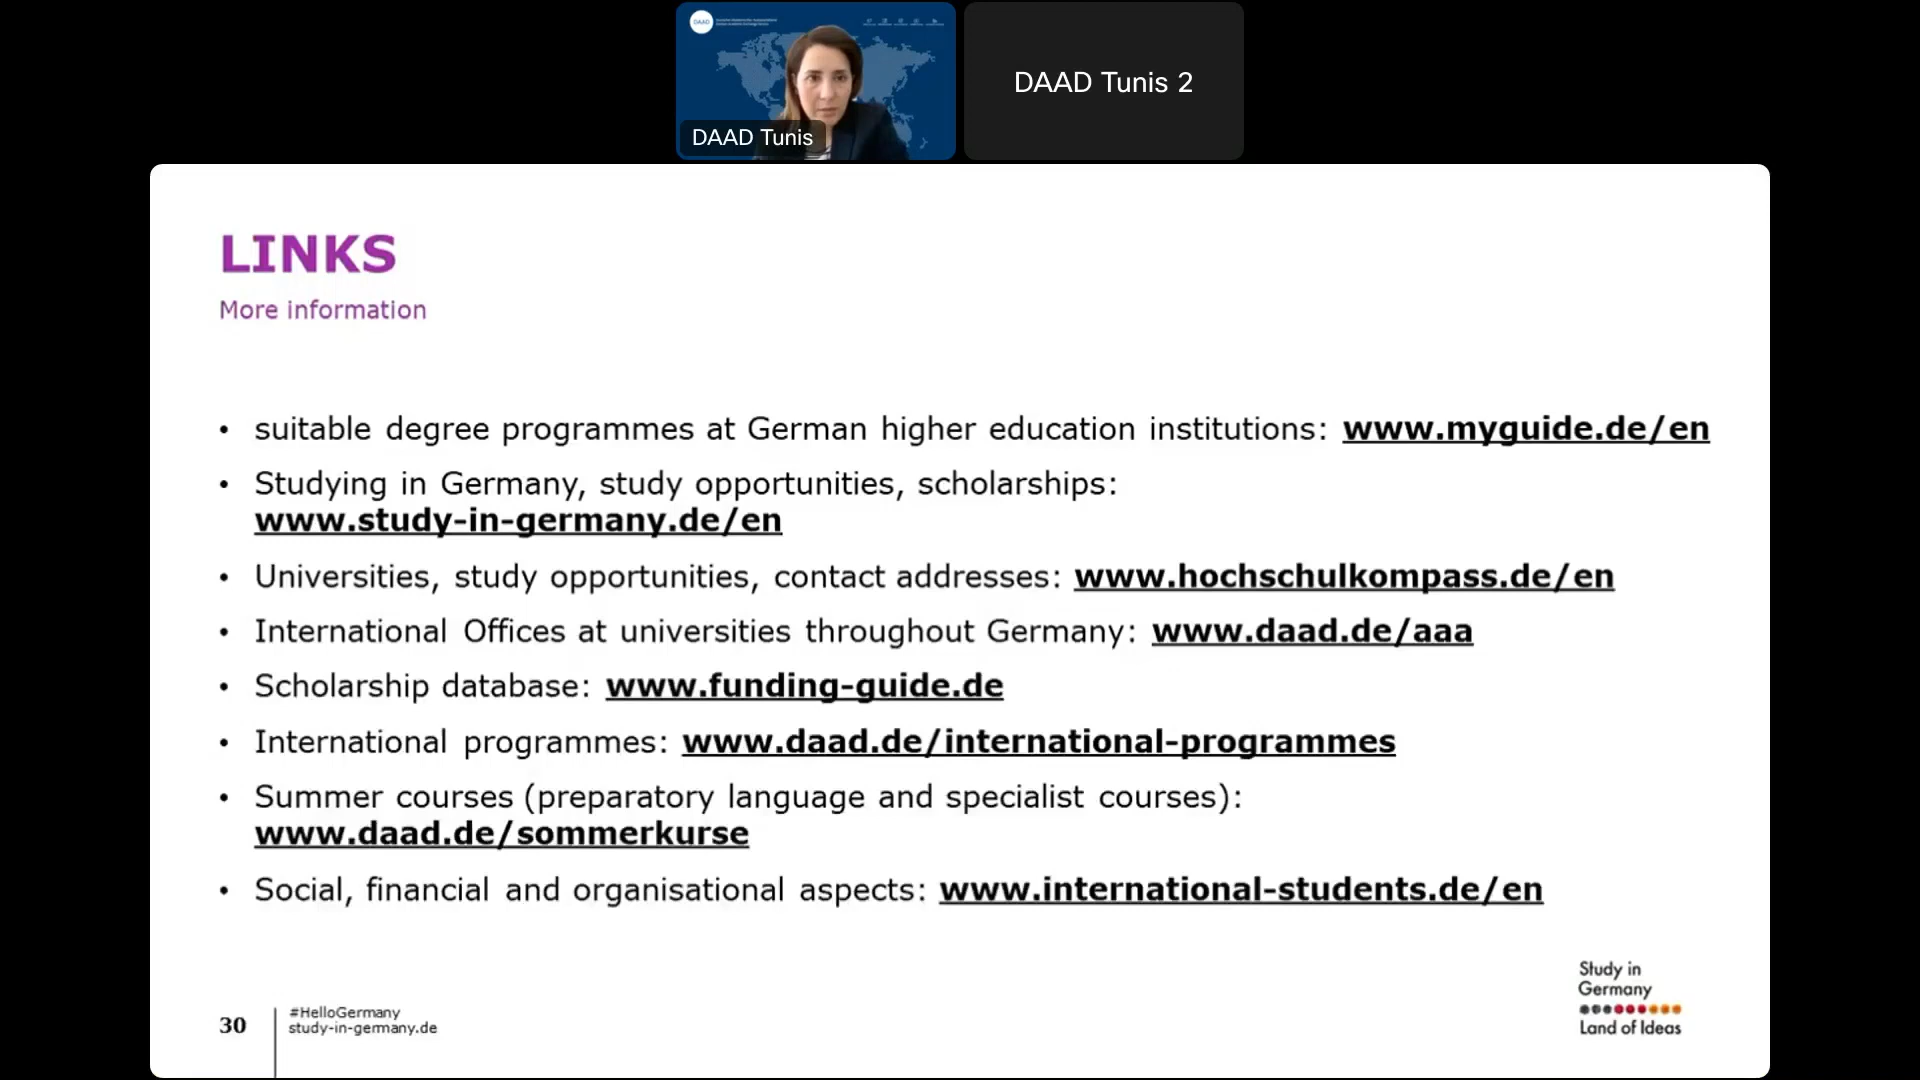 DAAD
DAAD Tunis
DAAD Tunis 2
LINKS
More information
• suitable degree programmes at German higher education institutions: www.myguide.de/en
• Studying in Germany, study opportunities, scholarships:
www.study-in-germany.de/en
• Universities, study opportunities, contact addresses: www.hochschulkompass.de/en
• International Offices at universities throughout Germany: www.daad.de/aaa
• Scholarship database: www.funding-guide.de
• International programmes: www.daad.de/international-programmes
• Summer courses (preparatory language and specialist courses):
www.daad.de/sommerkurse
• Social, financial and organisational aspects: www.international-students.de/en
30
#HelloGermany
study-in-germany.de
Study in
Germany
Land of Ideas